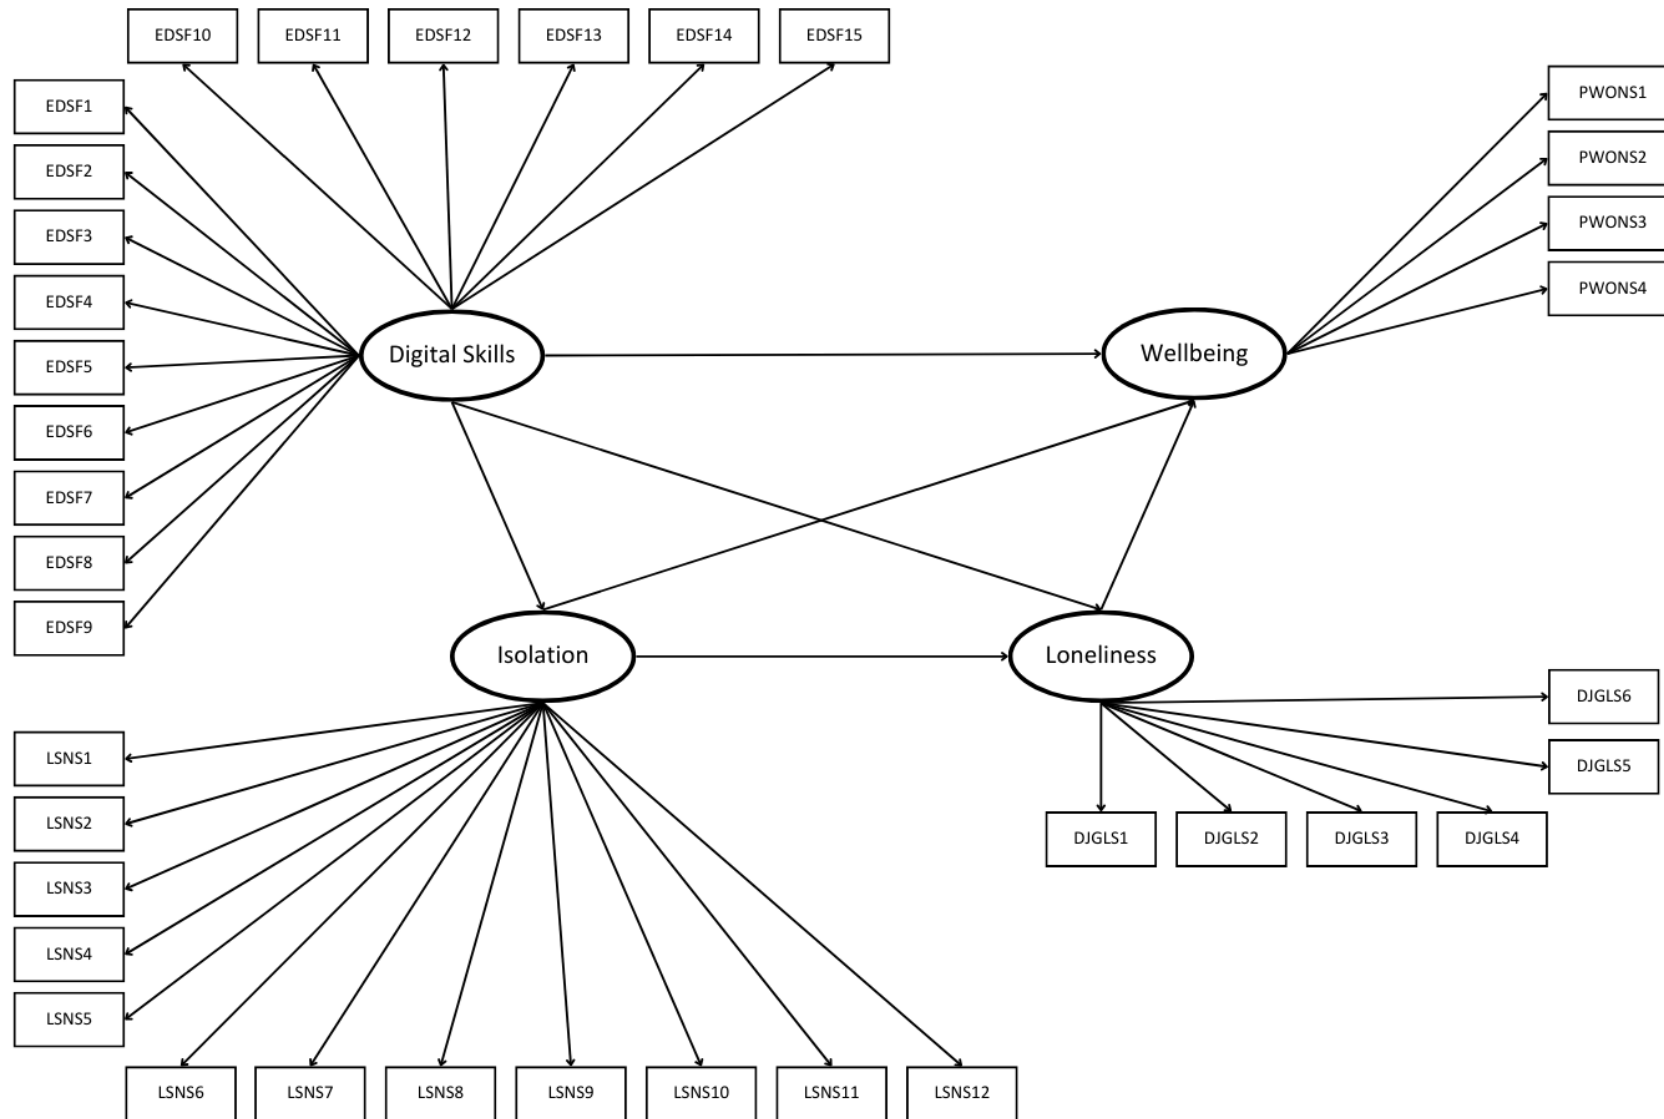 EDSF10
EDSF11
EDSF12
EDSF13
EDSF14
EDSF15
EDSF1
EDSF2
EDSF3
EDSF4
EDSF5
EDSF6
EDSF7
EDSF8
EDSF9
PWONS1
PWONS2
PWONS3
PWONS4
Digital Skills
Wellbeing
Isolation
Loneliness
LSNS1
LSNS2
LSNS3
LSNS4
LSNS5
LSNS6
LSNS7
LSNS8
LSNS9
LSNS10
LSNS11
LSNS12
DJGLS6
DJGLS5
DJGLS1
DJGLS2
DJGLS3
DJGLS4